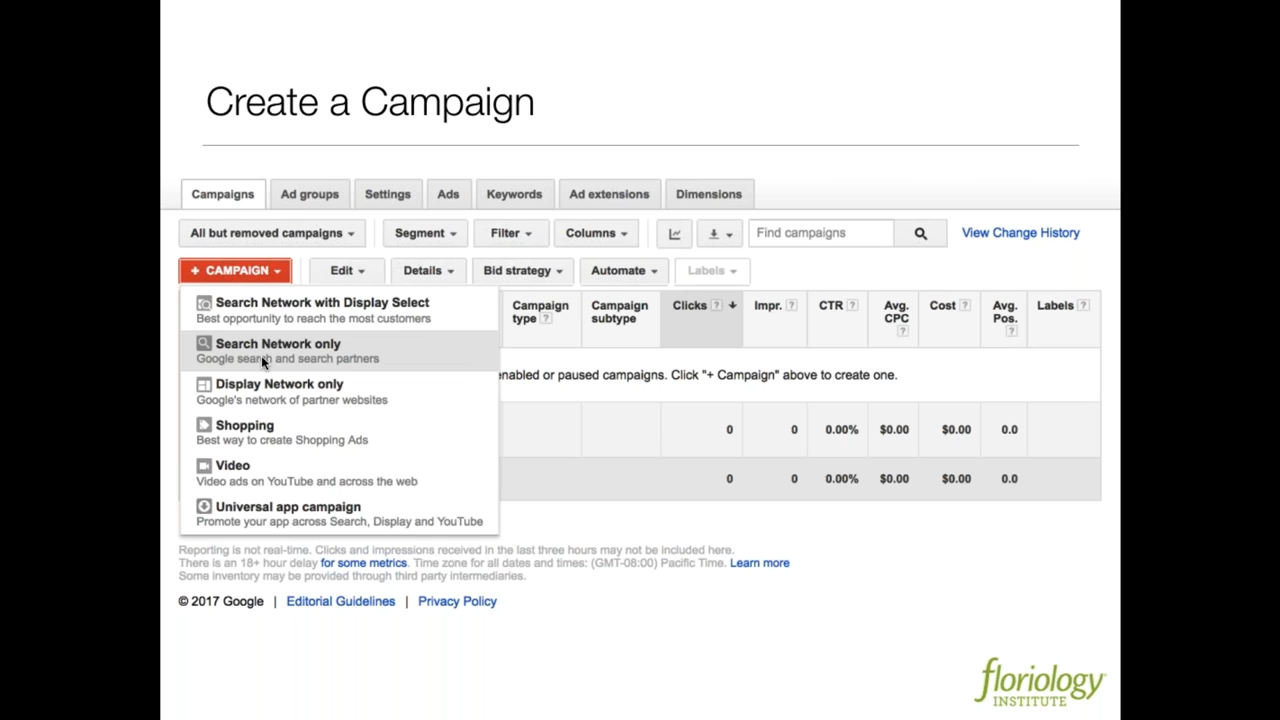 Create a Campaign
Campaigns Ad groups Settings Ads Keywords Ad extensions Dimensions
All but removed campaigns Segment Filter Columns Find campaigns View Change History
+ CAMPAIGN Edit Details Bid strategy Automate Labels
Search Network with Display Select
Best opportunity to reach the most customers
Search Network only
Google search and search partners
Display Network only
Google's network of partner websites
Shopping
Best way to create Shopping Ads
Video
Video ads on YouTube and across the web
Universal app campaign
Promote your app across Search, Display and YouTube
Campaign type ? Campaign subtype Clicks ? Impr. ? CTR ? Avg. CPC ? Cost ? Avg. Pos. ? Labels ?
enabled or paused campaigns. Click "+ Campaign" above to create one.
0 0 0.00% $0.00 $0.00 0.0
0 0 0.00% $0.00 $0.00 0.0
Reporting is not real-time. Clicks and impressions received in the last three hours may not be included here.
There is an 18+ hour delay for some metrics. Time zone for all dates and times: (GMT-08:00) Pacific Time. Learn more
Some inventory may be provided through third party intermediaries.
© 2017 Google | Editorial Guidelines | Privacy Policy
floriology
INSTITUTE